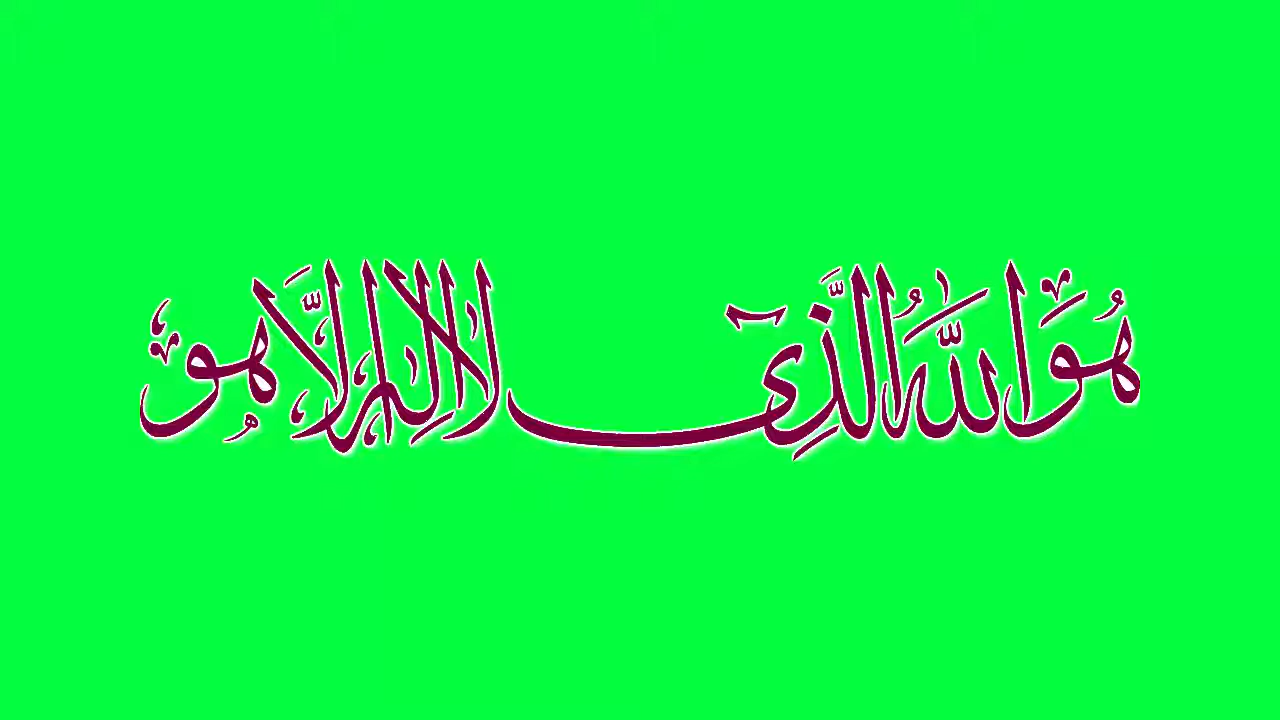 هُوَ اللّٰهُ الَّذِی لَا اِلٰهَ اِلَّا هُو